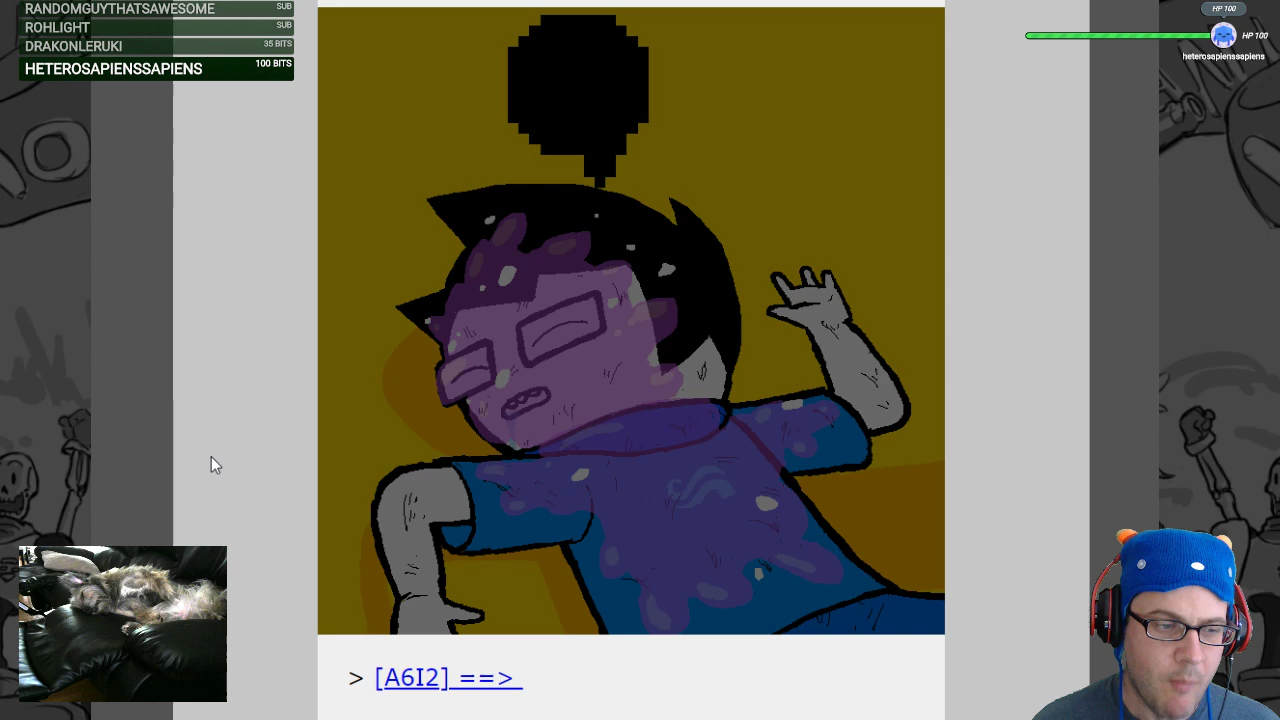 RANDOMGUYTHATSAWESOME SUB
ROHLIGHT SUB
DRAKONLERUKI 35 BITS
HETEROSAPIENSSAPIENS 100 BITS
HP 100
HP 100
heterosapienssapiens
> [A6I2] ==>